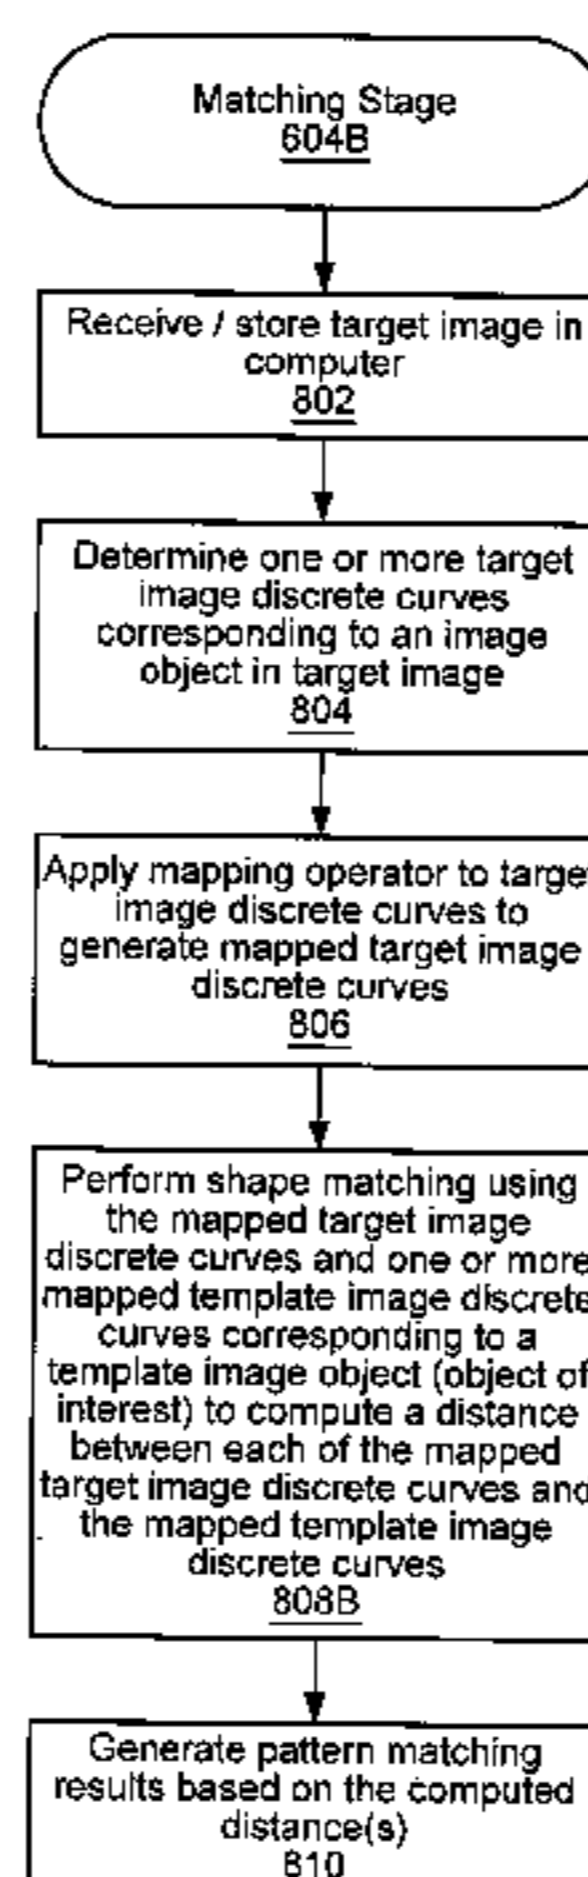 Matching Stage
604B
Receive / store target image in
computer
802
Determine one or more target
image discrete curves
corresponding to an image
object in target image
804
Apply mapping operator to target
image discrete curves to
generate mapped target image
discrete curves
806
Perform shape matching using
the mapped target image
discrete curves and one or more
mapped template image discrete
curves corresponding to a
template image object (object of
interest) to compute a distance
between each of the mapped
target image discrete curves and
the mapped template image
discrete curves
808B
Generate pattern matching
results based on the computed
distance(s)
810